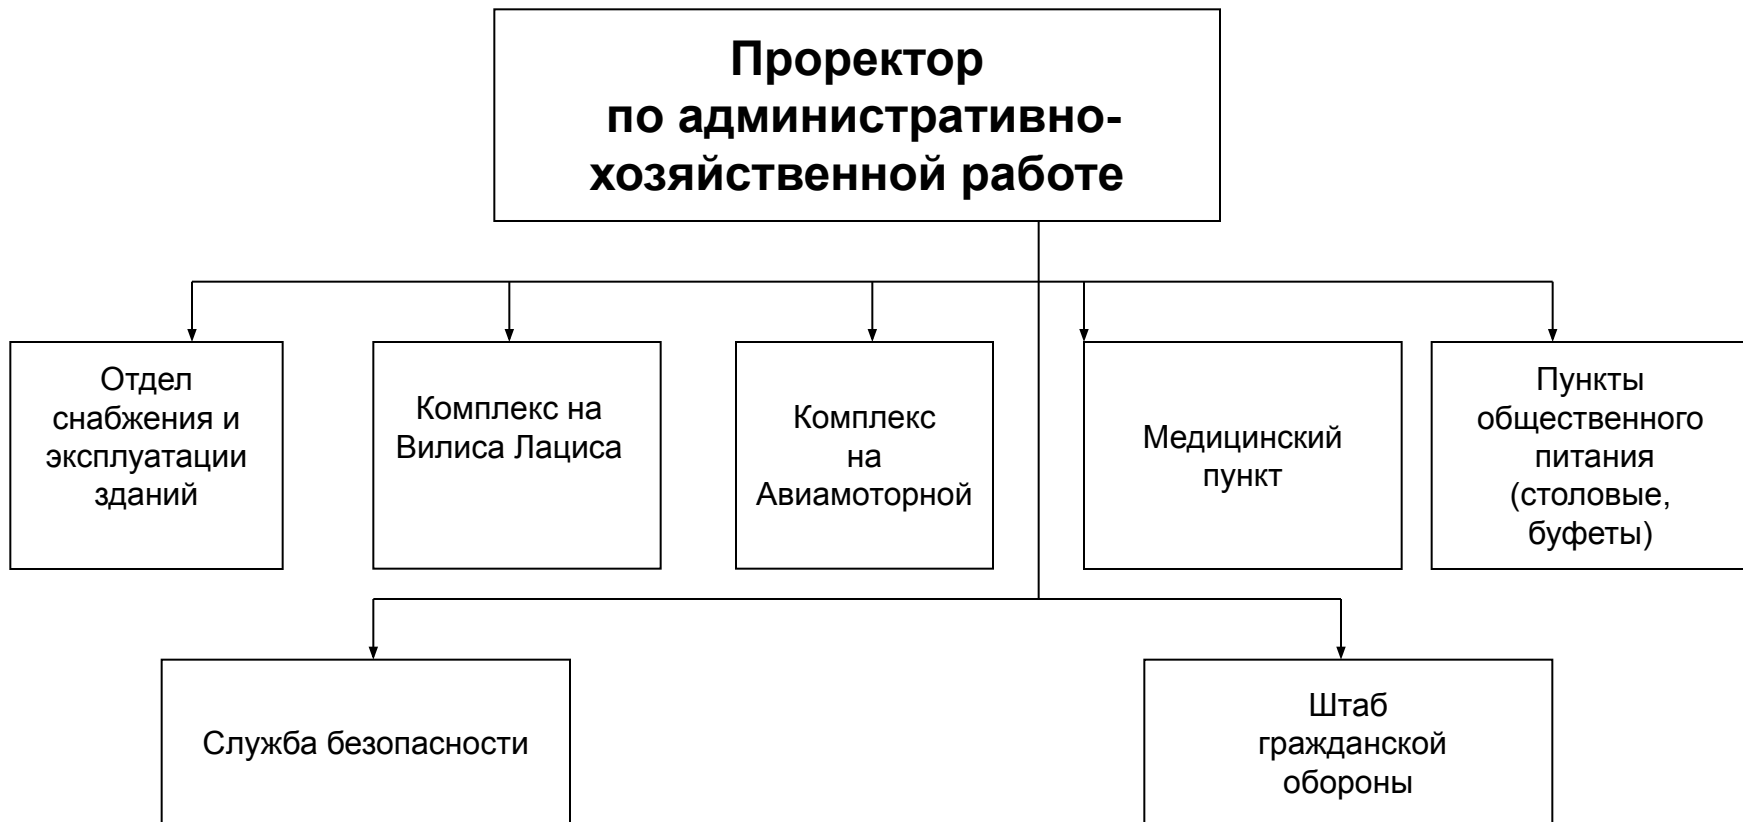 Проректор
по административно-
хозяйственной работе
Отдел
снабжения и
эксплуатации
зданий
Комплекс на
Вилиса Лациса
Комплекс
на
Авиамоторной
Медицинский
пункт
Пункты
общественного
питания
(столовые,
буфеты)
Служба безопасности
Штаб
гражданской
обороны